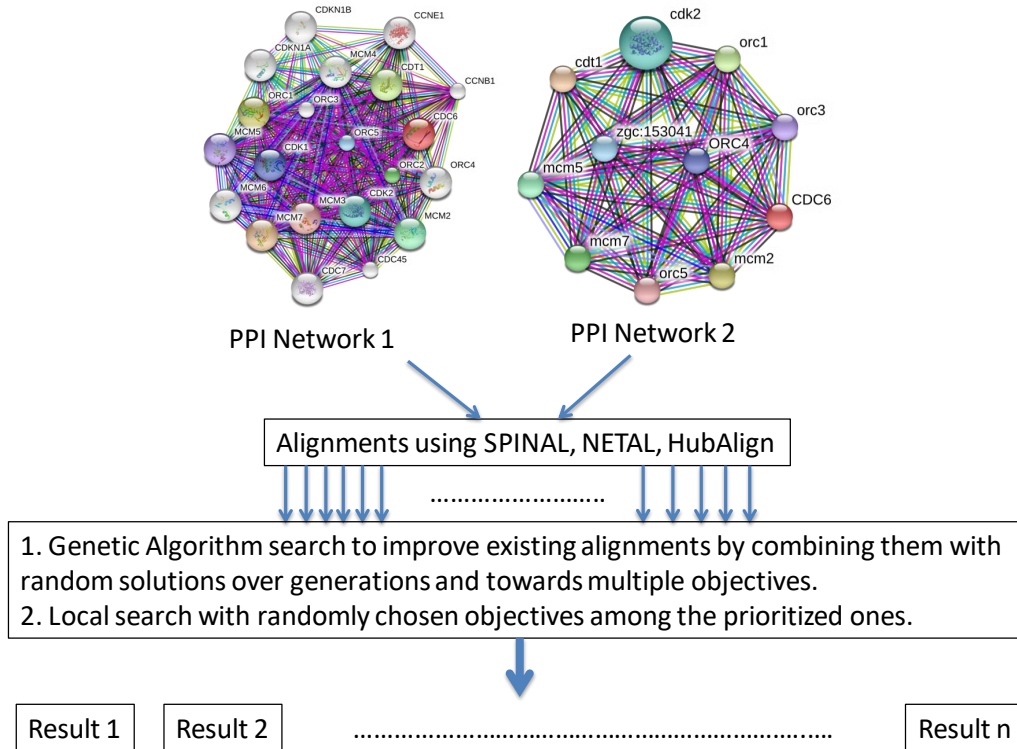 CDKN1B
CCNE1
CDKN1A
MCM4
CDT1
CCNB1
ORC1
ORC3
CDC6
MCM5
ORC5
CDK1
ORC2
ORC4
MCM6
MCM3
CDK2
MCM7
MCM2
CDC45
CDC7
cdk2
orc1
cdt1
orc3
zgc:153041
ORC4
mcm5
CDC6
mcm7
mcm2
orc5
PPI Network 1
PPI Network 2
Alignments using SPINAL, NETAL, HubAlign
…………………….
1. Genetic Algorithm search to improve existing alignments by combining them with
random solutions over generations and towards multiple objectives.
2. Local search with randomly chosen objectives among the prioritized ones.
Result 1
Result 2
……………………………………………………………..
Result n